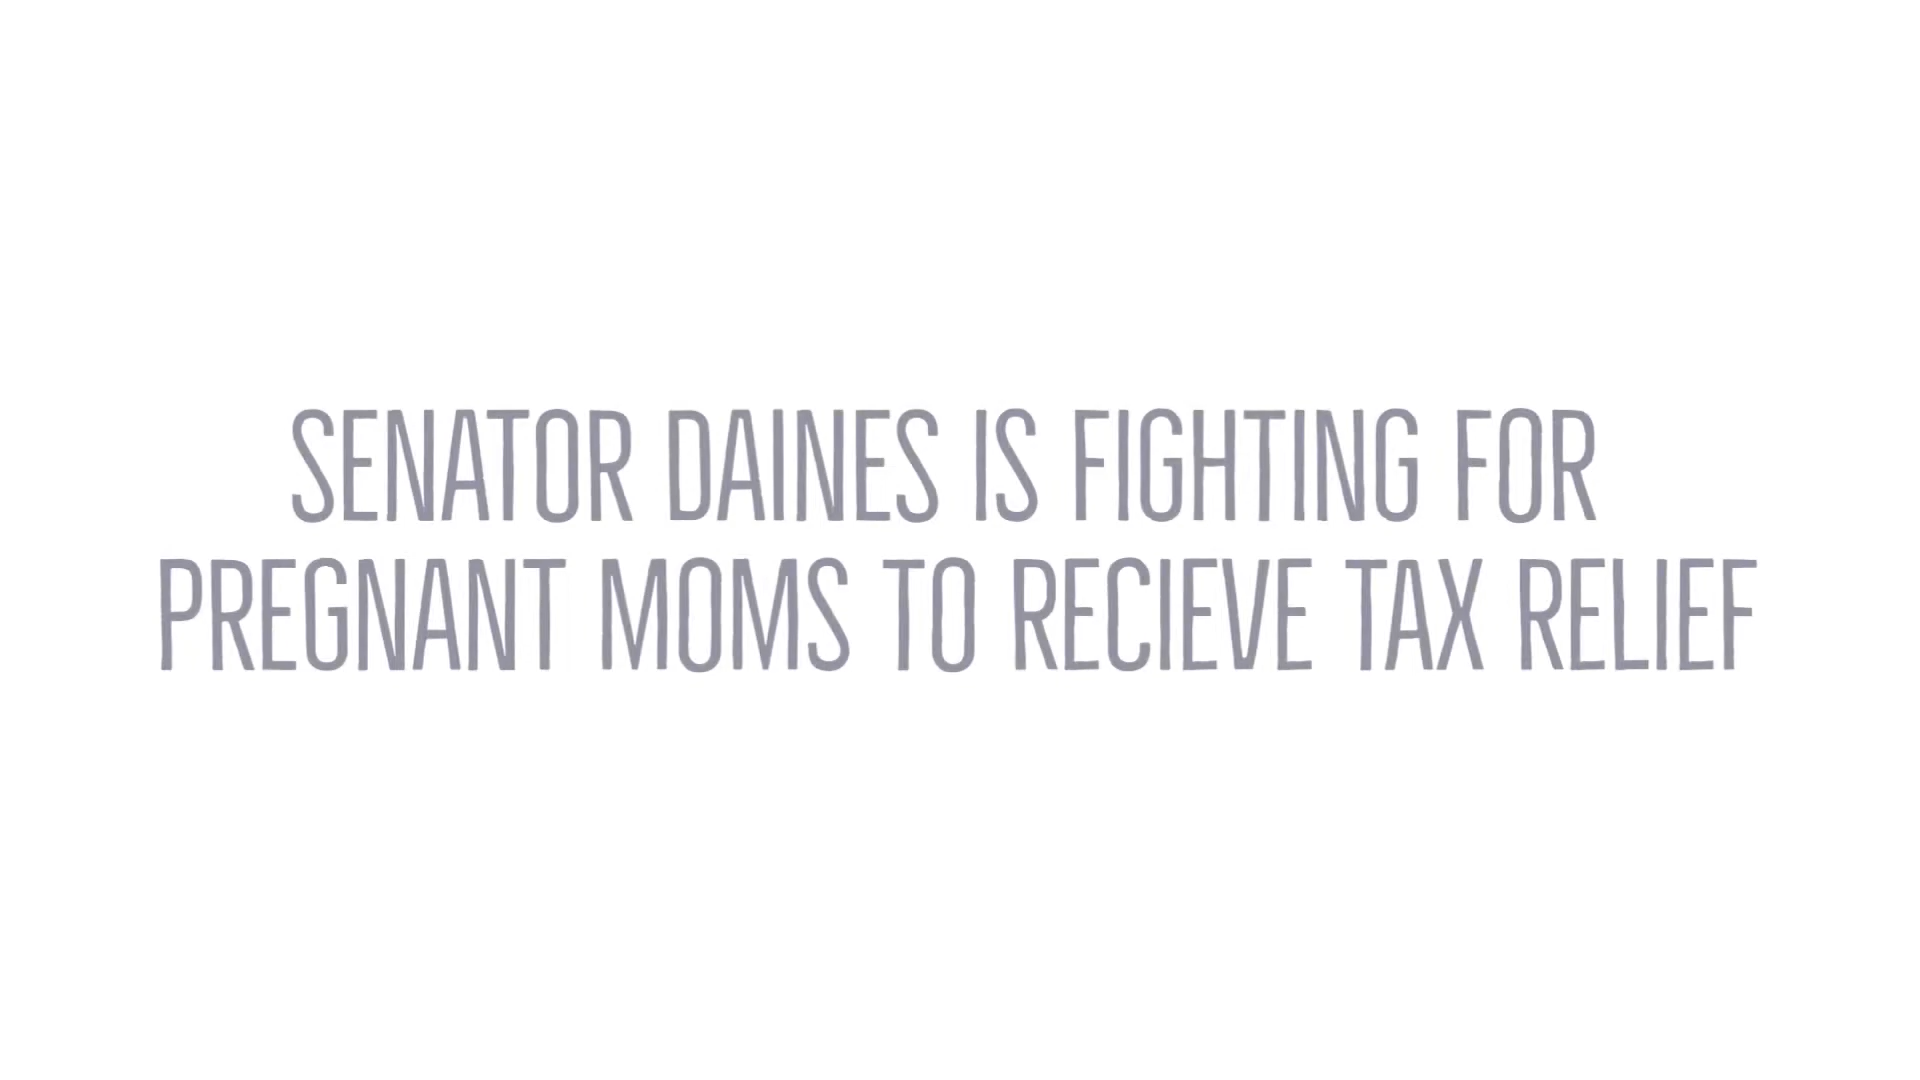 SENATOR DAINES IS FIGHTING FOR
PREGNANT MOMS TO RECIEVE TAX RELIEF